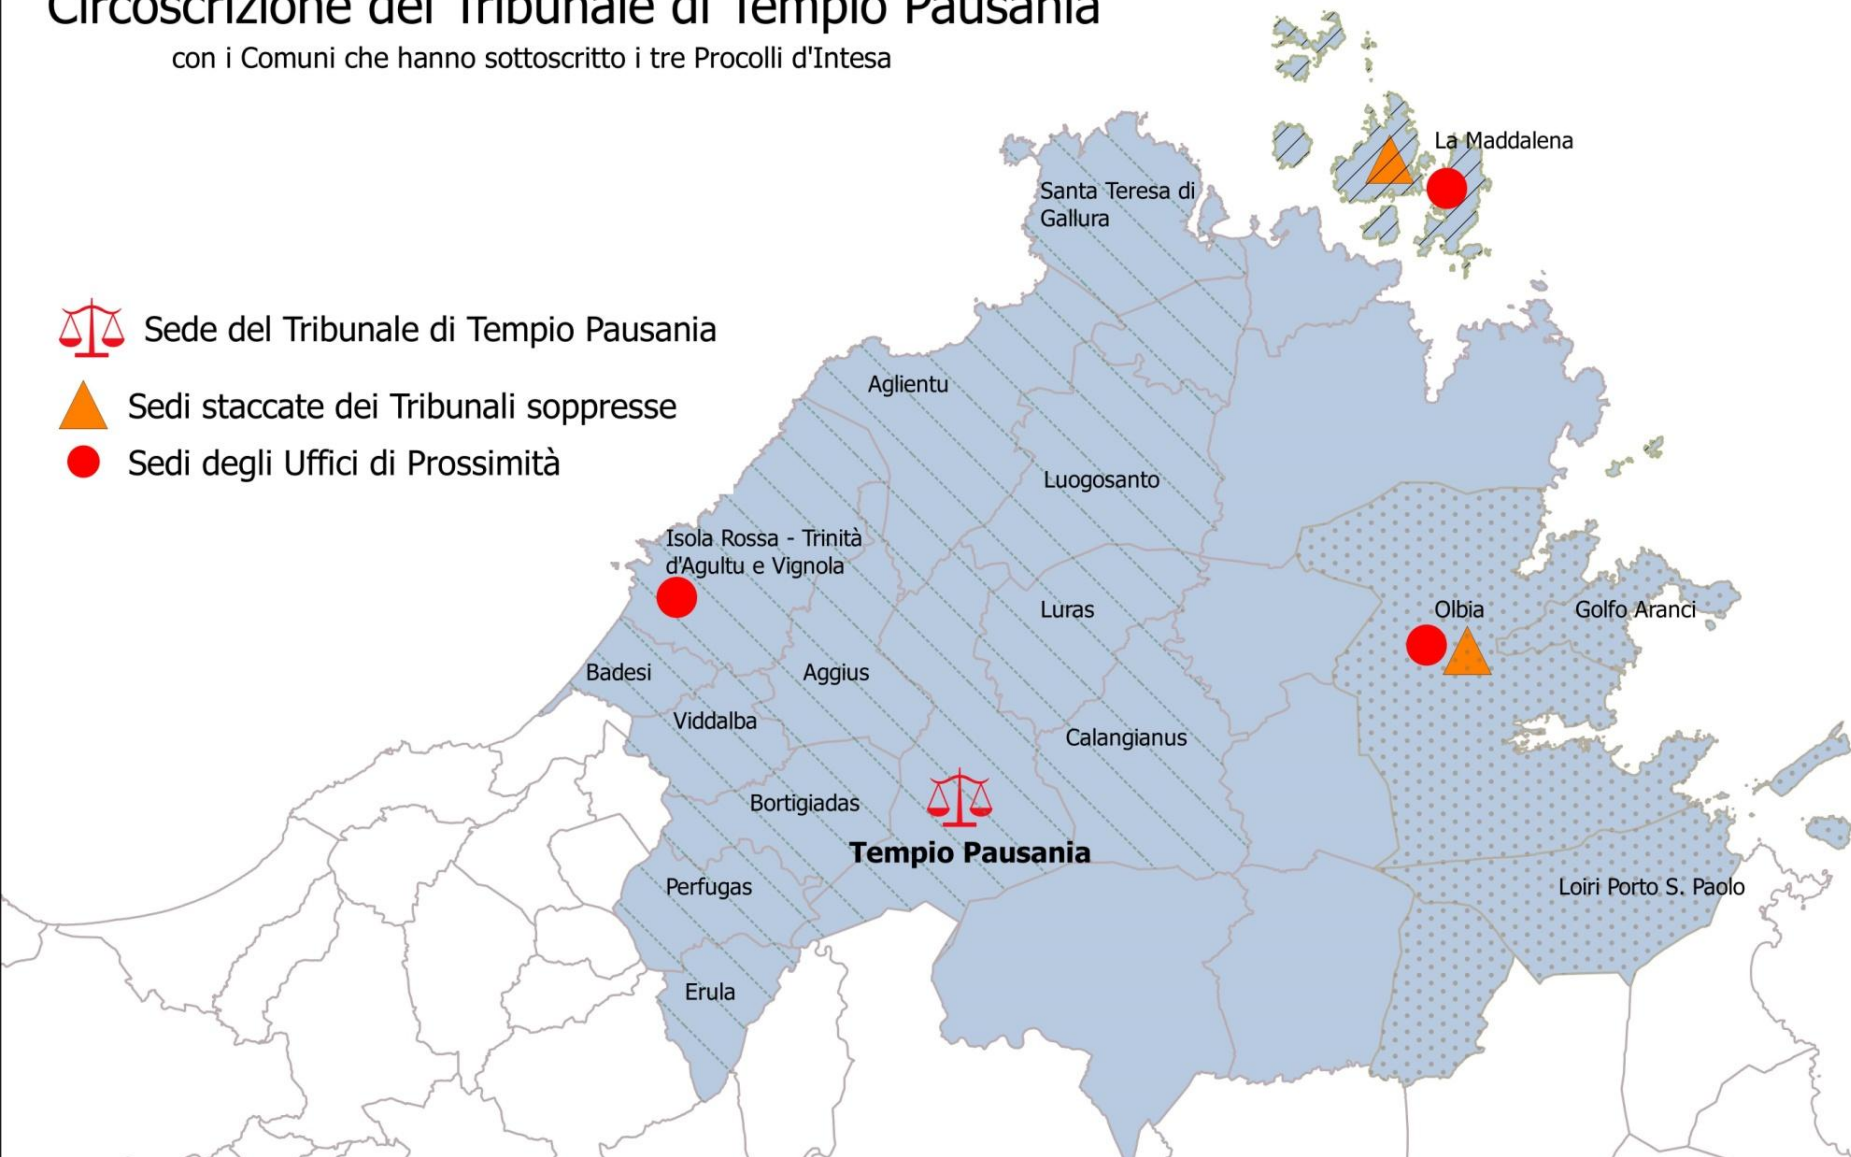 Circoscrizione del Tribunale di Tempio Pausania
con i Comuni che hanno sottoscritto i tre Procolli d'Intesa
La Maddalena
Santa Teresa di
Gallura
Sede del Tribunale di Tempio Pausania
Aglientu
Sedi staccate dei Tribunali soppresse
Sedi degli Uffici di Prossimità
Luogosanto
Isola Rossa - Trinità
d'Agultu e Vignola
Luras
Olbia
Golfo Aranci
Badesi
Aggius
Viddalba
Calangianus
Bortigiadas
Tempio Pausania
Perfugas
Loiri Porto S. Paolo
Erula